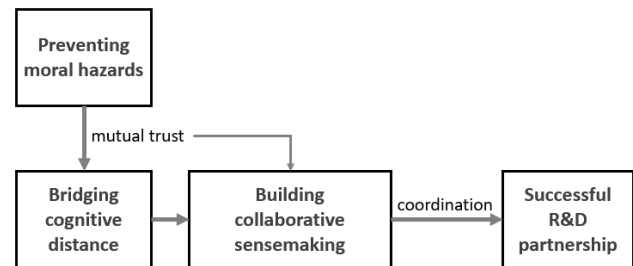 Preventing
moral hazards
mutual trust
Bridging
cognitive
distance
Building
collaborative
sensemaking
coordination
Successful
R&D
partnership